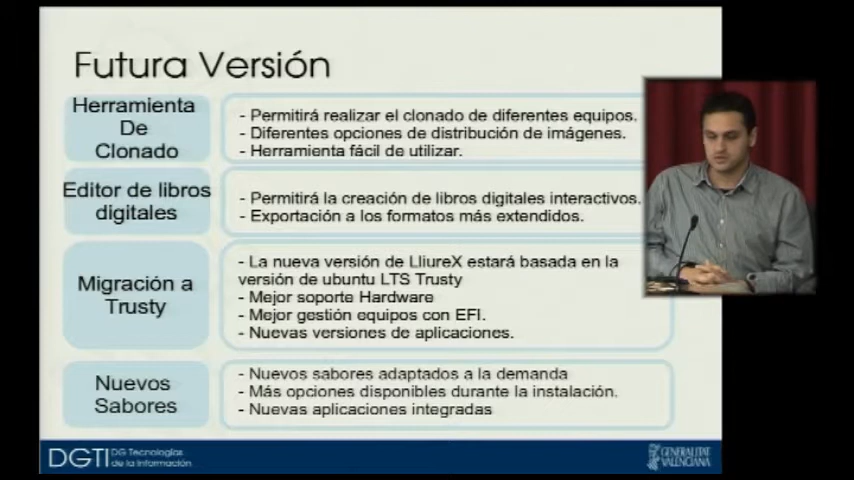 Futura Versión
Herramienta
De
Clonado
- Permitirá realizar el clonado de diferentes equipos.
- Diferentes opciones de distribución de imágenes.
- Herramienta fácil de utilizar.
Editor de libros
digitales
- Permitirá la creación de libros digitales interactivos.
- Exportación a los formatos más extendidos.
Migración a
Trusty
- La nueva versión de LliureX estará basada en la
versión de ubuntu LTS Trusty
- Mejor soporte Hardware
- Mejor gestión equipos con EFI.
- Nuevas versiones de aplicaciones.
Nuevos
Sabores
- Nuevos sabores adaptados a la demanda
- Más opciones disponibles durante la instalación.
- Nuevas aplicaciones integradas
DGTI
DG Tecnologías
de la Información
GENERALITAT
VALENCIANA